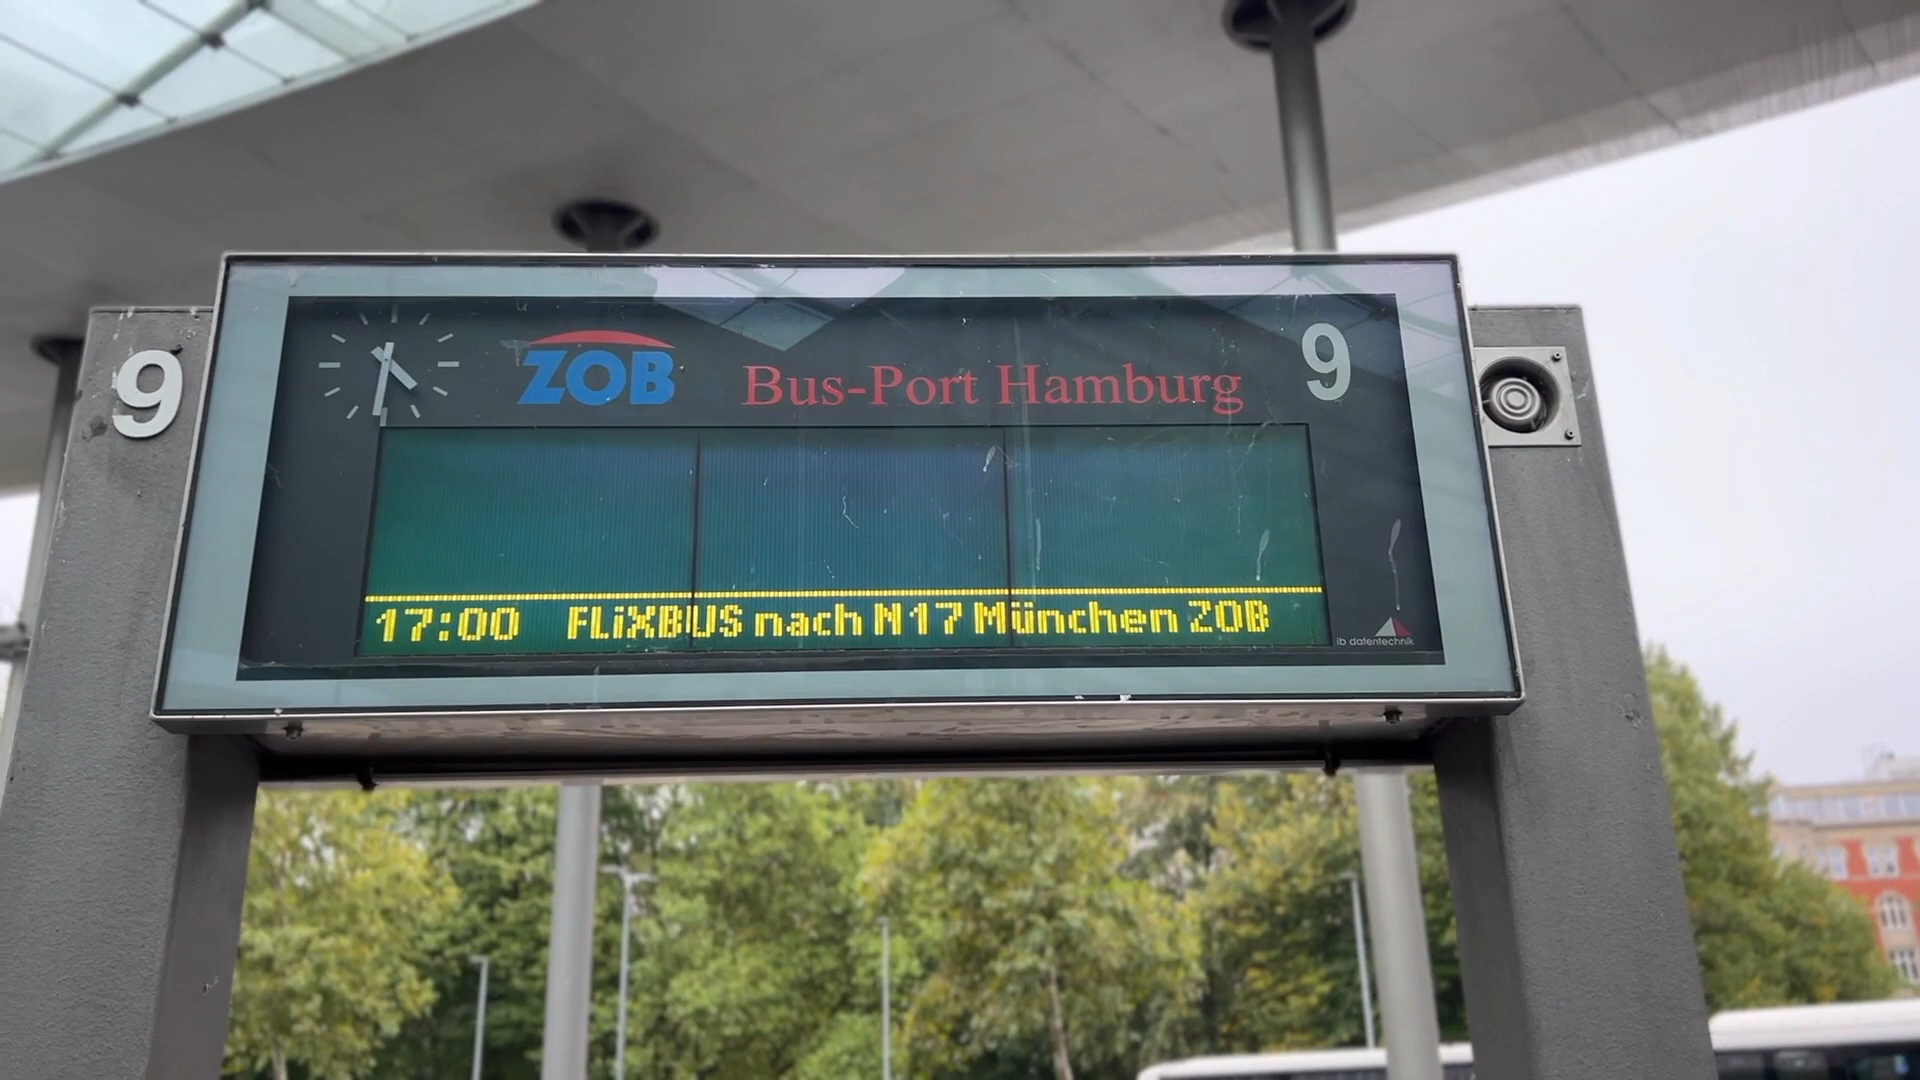 9
ZOB Bus-Port Hamburg 9
17:00 FLiXBUS nach N17 München ZOB
ib datentechnik